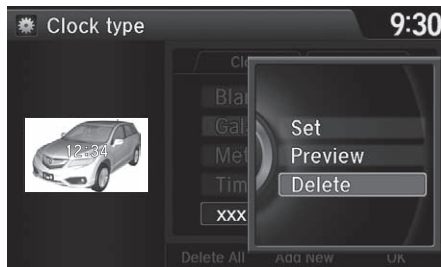 Clock type
9:30
12:34
Set
Preview
Delete
xxx
Delete All Add New OK